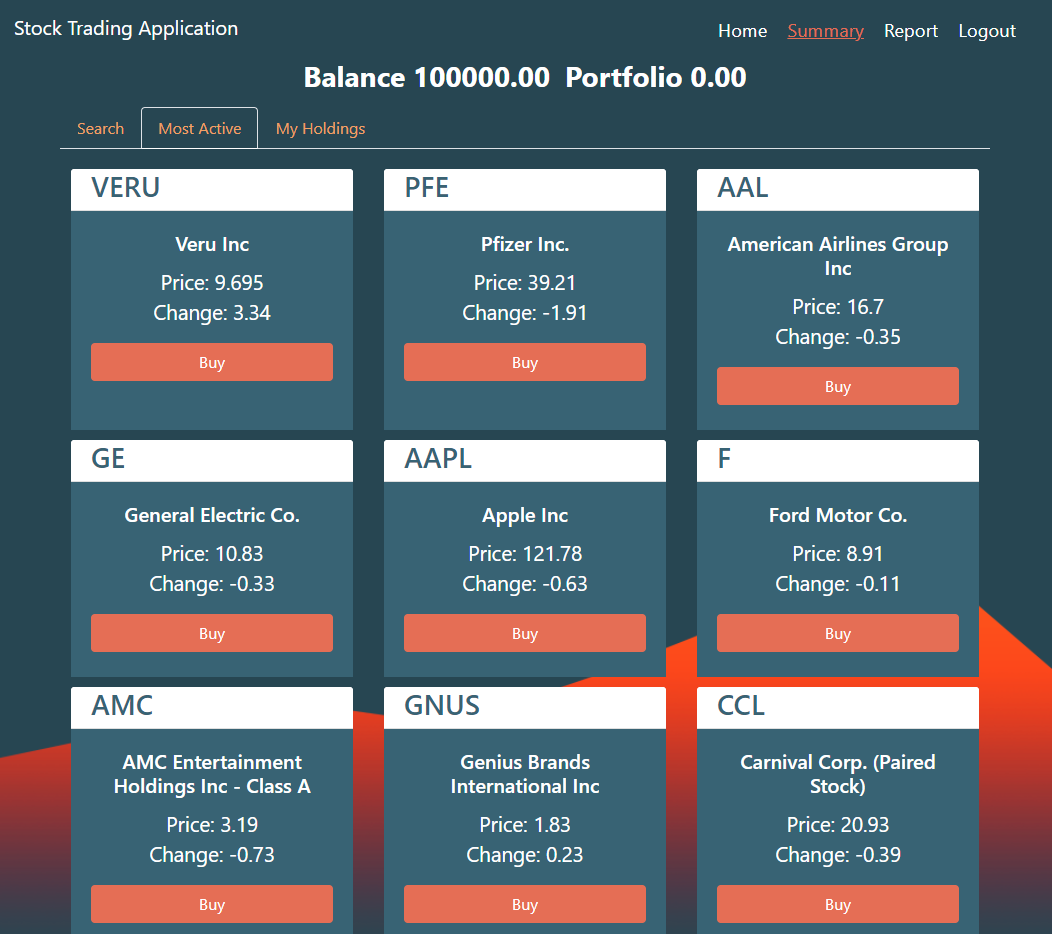 Stock Trading Application
Home Summary Report Logout
Balance 100000.00 Portfolio 0.00
Search Most Active My Holdings
VERU
Veru Inc
Price: 9.695
Change: 3.34
Buy
PFE
Pfizer Inc.
Price: 39.21
Change: -1.91
Buy
AAL
American Airlines Group
Inc
Price: 16.7
Change: -0.35
Buy
GE
General Electric Co.
Price: 10.83
Change: -0.33
Buy
AAPL
Apple Inc
Price: 121.78
Change: -0.63
Buy
F
Ford Motor Co.
Price: 8.91
Change: -0.11
Buy
AMC
AMC Entertainment
Holdings Inc - Class A
Price: 3.19
Change: -0.73
Buy
GNUS
Genius Brands
International Inc
Price: 1.83
Change: 0.23
Buy
CCL
Carnival Corp. (Paired
Stock)
Price: 20.93
Change: -0.39
Buy